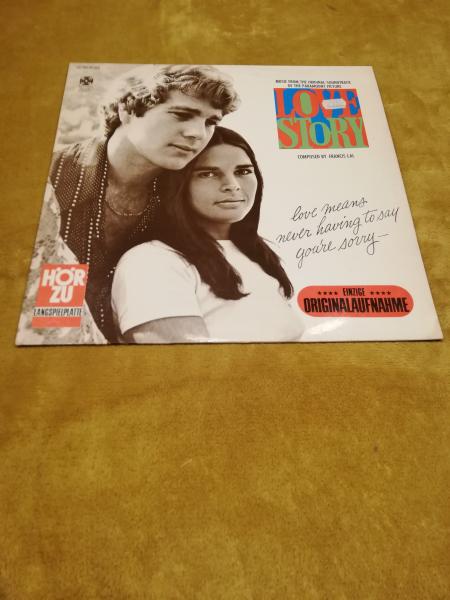 MUSIC FROM THE ORIGINAL SOUNDTRACK
OF THE PARAMOUNT PICTURE
LOVE
STORY
COMPOSED BY FRANCIS LAI
love means
never having to say
you're sorry—
HÖR
ZU
LANGSPIELPLATTE
EINZIGE
ORIGINALAUFNAHME